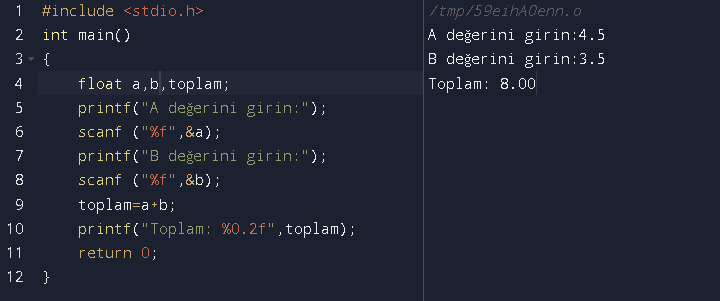 1 #include <stdio.h>
2 int main()
3 {
4 float a,b,toplam;
5 printf("A değerini girin:");
6 scanf ("%f",&a);
7 printf("B değerini girin:");
8 scanf ("%f",&b);
9 toplam=a+b;
10 printf("Toplam: %0.2f",toplam);
11 return 0;
12 }
/tmp/59eihAOenn.o
A değerini girin:4.5
B değerini girin:3.5
Toplam: 8.00